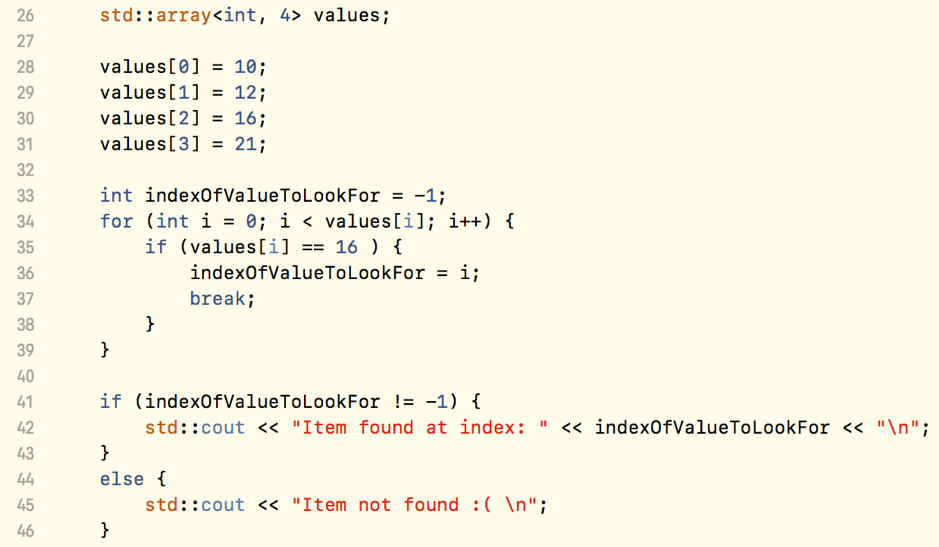 26 std::array<int, 4> values;
27
28 values[0] = 10;
29 values[1] = 12;
30 values[2] = 16;
31 values[3] = 21;
32
33 int indexOfValueToLookFor = -1;
34 for (int i = 0; i < values[i]; i++) {
35 if (values[i] == 16 ) {
36 indexOfValueToLookFor = i;
37 break;
38 }
39 }
40
41 if (indexOfValueToLookFor != -1) {
42 std::cout << "Item found at index: " << indexOfValueToLookFor << "\n";
43 }
44 else {
45 std::cout << "Item not found :( \n";
46 }